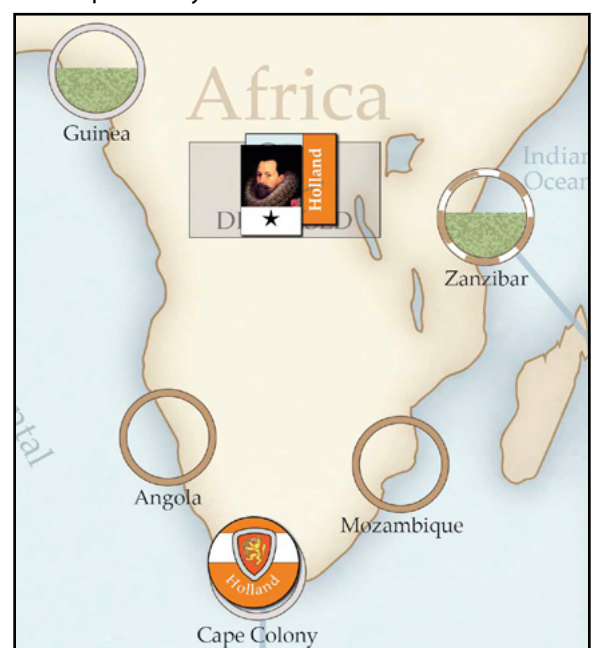 Africa
Guinea
Holland
Indian
Ocean
Zanzibar
Angola
Mozambique
Holland
Cape Colony